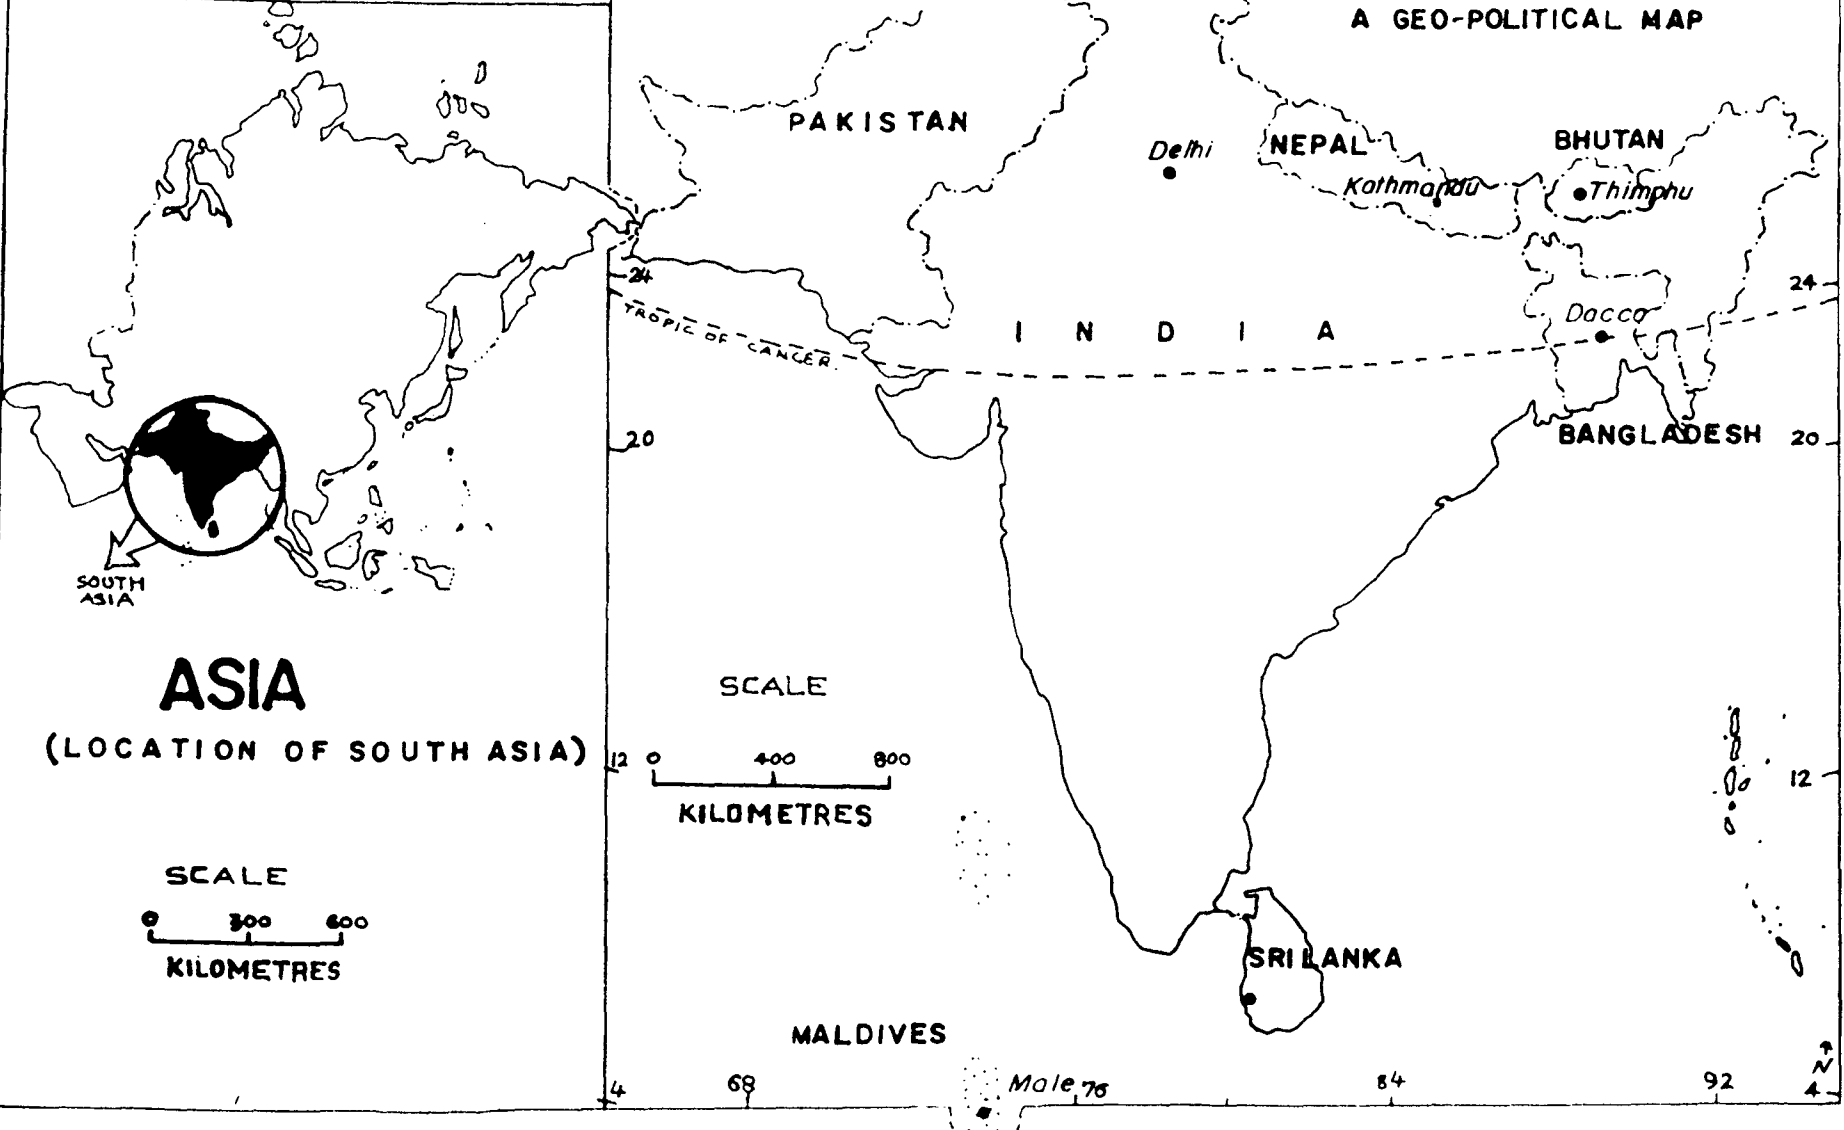 A GEO-POLITICAL MAP
PAKISTAN
Delhi
NEPAL
BHUTAN
Kathmandu
Thimphu
24
TROPIC OF CANCER
INDIA
Dacca
24
20
BANGLADESH
20
SOUTH
ASIA
ASIA
(LOCATION OF SOUTH ASIA)
SCALE
0 300 600
KILOMETRES
SCALE
12
0 400 800
KILOMETRES
12
SRI LANKA
MALDIVES
Male
N
4
68
76
84
92
4